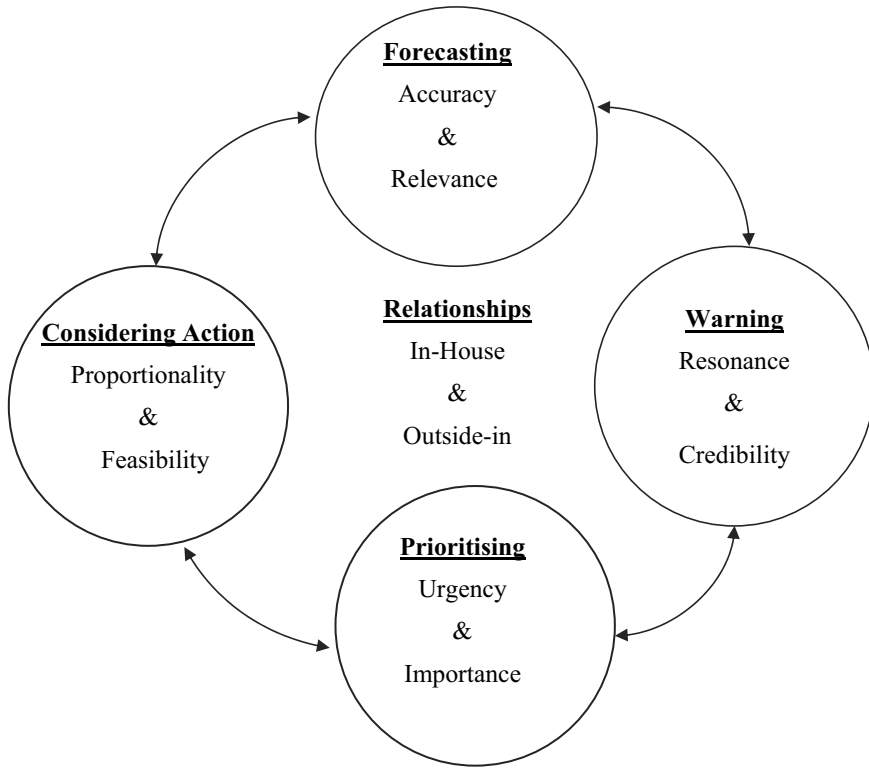 Forecasting
Accuracy
&
Relevance
Considering Action
Proportionality
&
Feasibility
Relationships
In-House
&
Outside-in
Warning
Resonance
&
Credibility
Prioritising
Urgency
&
Importance